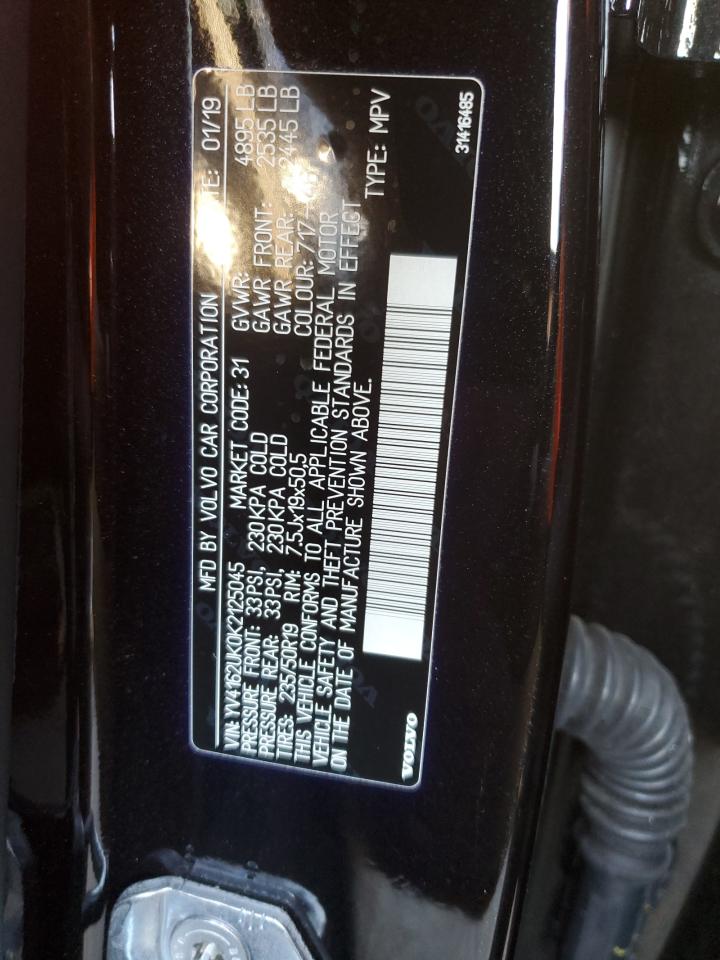 MFD BY VOLVO CAR CORPORATION TE: 01/19
VIN: YV4162UK0K2125045 MARKET CODE: 31 GVWR: 4895 LB
PRESSURE FRONT: 33PSI, 230KPA COLD GAWR FRONT: 2535 LB
PRESSURE REAR: 33PSI, 230KPA COLD GAWR REAR: 2445 LB
TIRES: 235/50R19 RIM: 7.5Jx19x50,5 COLOUR: 717
THIS VEHICLE CONFORMS TO ALL APPLICABLE FEDERAL MOTOR
VEHICLE SAFETY AND THEFT PREVENTION STANDARDS IN EFFECT
ON THE DATE OF MANUFACTURE SHOWN ABOVE. TYPE: MPV
VOLVO 31416485